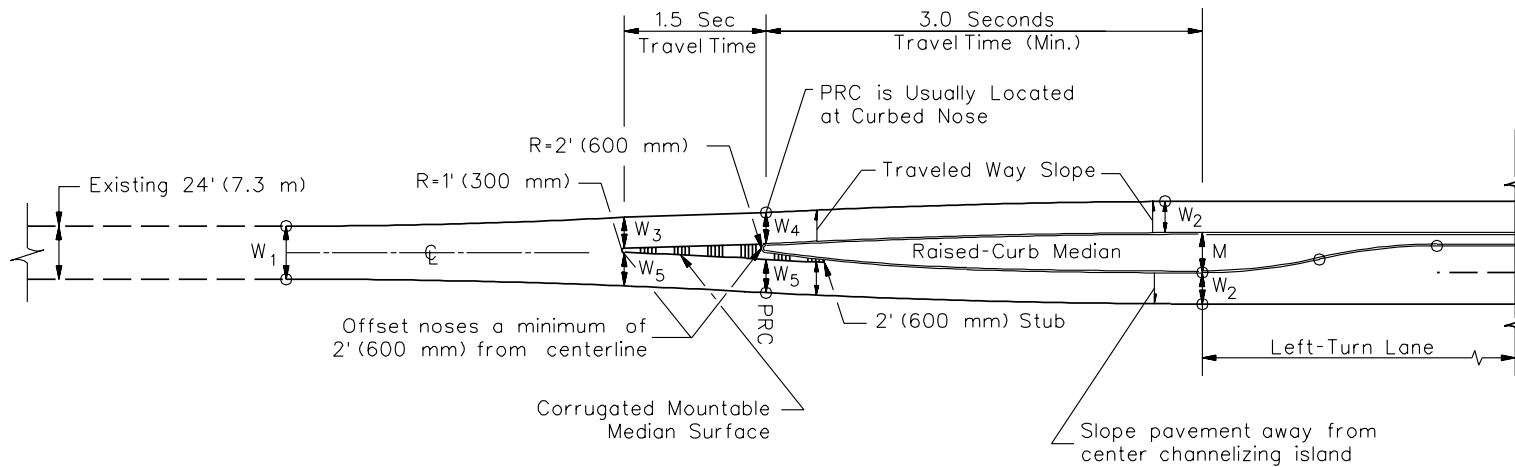 1.5 Sec
Travel Time
3.0 Seconds
Travel Time (Min.)
PRC is Usually Located
at Curbed Nose
R=2' (600 mm)
R=1' (300 mm)
Existing 24' (7.3 m)
Traveled Way Slope
W1
CL
W3
W4
W5
W5
Raised-Curb Median
W2
M
W2
PRC
2' (600 mm) Stub
Offset noses a minimum of
2' (600 mm) from centerline
Left-Turn Lane
Corrugated Mountable
Median Surface
Slope pavement away from
center channelizing island